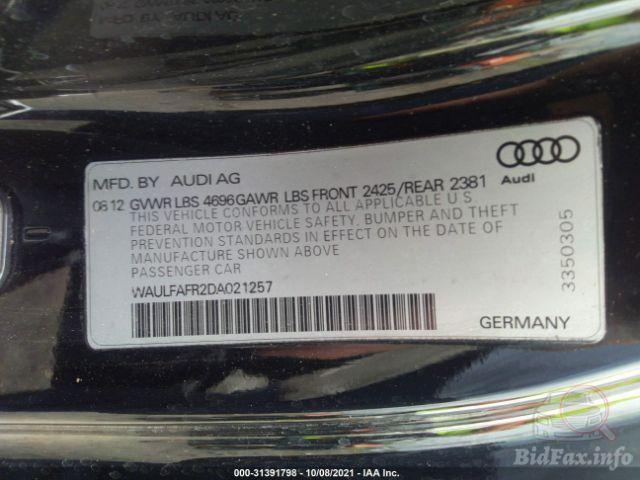 MFD. BY AUDI AG
Audi
08 12 GVWR LBS 4696 GAWR LBS FRONT 2425/REAR 2381
THIS VEHICLE CONFORMS TO ALL APPLICABLE U S
FEDERAL MOTOR VEHICLE SAFETY, BUMPER AND THEFT
PREVENTION STANDARDS IN EFFECT ON THE DATE OF
MANUFACTURE SHOWN ABOVE
PASSENGER CAR
WAULFAFR2DA021257
3350305
GERMANY
BidFax.info
000-31391798 - 10/08/2021 - IAA Inc.